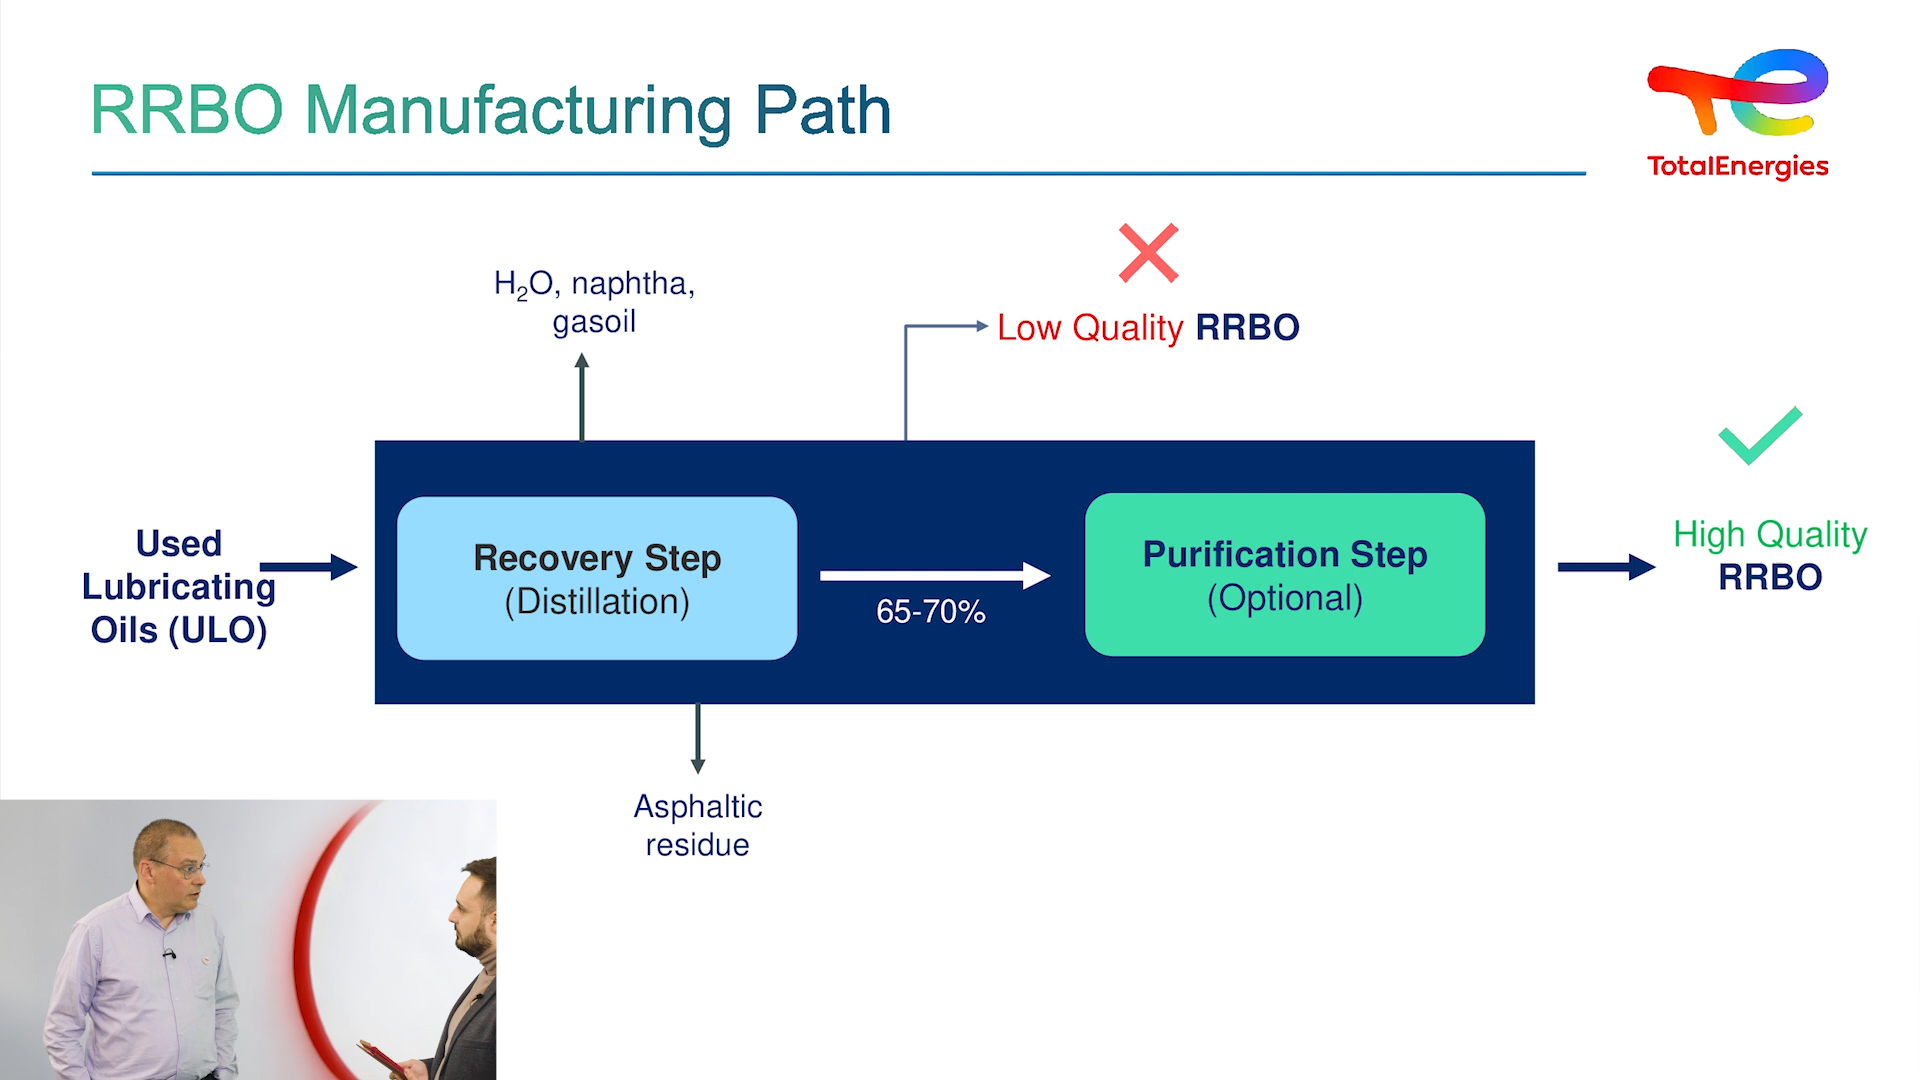 RRBO Manufacturing Path
TotalEnergies
H₂O, naphtha,
gasoil
Low Quality RRBO
Used
Lubricating
Oils (ULO)
Recovery Step
(Distillation)
65-70%
Purification Step
(Optional)
High Quality
RRBO
Asphaltic
residue